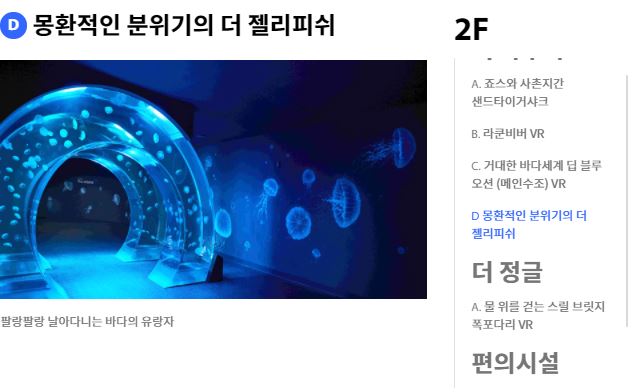 D 몽환적인 분위기의 더 젤리피쉬
팔랑팔랑 날아다니는 바다의 유랑자
2F
A. 죠스와 사촌지간
샌드타이거샤크
B. 라쿤비버 VR
C. 거대한 바다세계 딥 블루
오션 (메인수조) VR
D 몽환적인 분위기의 더
젤리피쉬
더 정글
A. 물 위를 걷는 스릴 브릿지
폭포다리 VR
편의시설